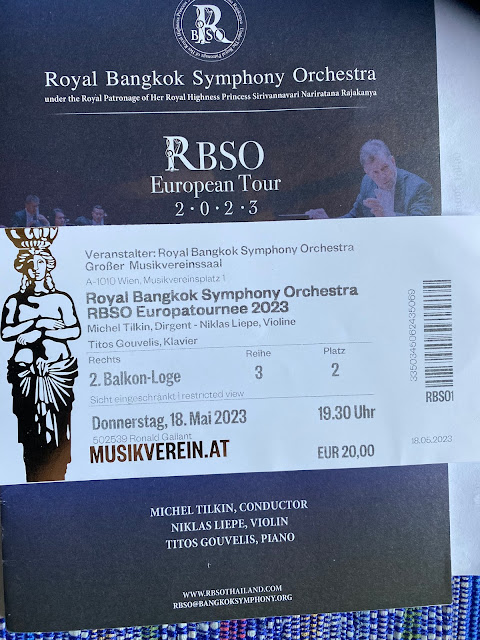 RBSO
Royal Bangkok Symphony Orchestra
under the Royal Patronage of Her Royal Highness Princess Sirivannavari Nariratana Rajakanya
RBSO
European Tour
2·0·2·3
Veranstalter: Royal Bangkok Symphony Orchestra
Großer Musikvereinssaal
A-1010 Wien, Musikvereinsplatz 1
Royal Bangkok Symphony Orchestra
RBSO Europatournee 2023
Michel Tilkin, Dirgent - Niklas Liepe, Violine
Titos Gouvelis, Klavier
Rechts Reihe Platz
2. Balkon-Loge 3 2
Sicht eingeschränkt | restricted view
Donnerstag, 18. Mai 2023 19.30 Uhr
502539 Ronald Gallant
MUSIKVEREIN.AT EUR 20,00
3350345062435069
RBS01
18.05.2023
MICHEL TILKIN, CONDUCTOR
NIKLAS LIEPE, VIOLIN
TITOS GOUVELIS, PIANO
WWW.RBSOTHAILAND.COM
RBSO@BANGKOKSYMPHONY.ORG